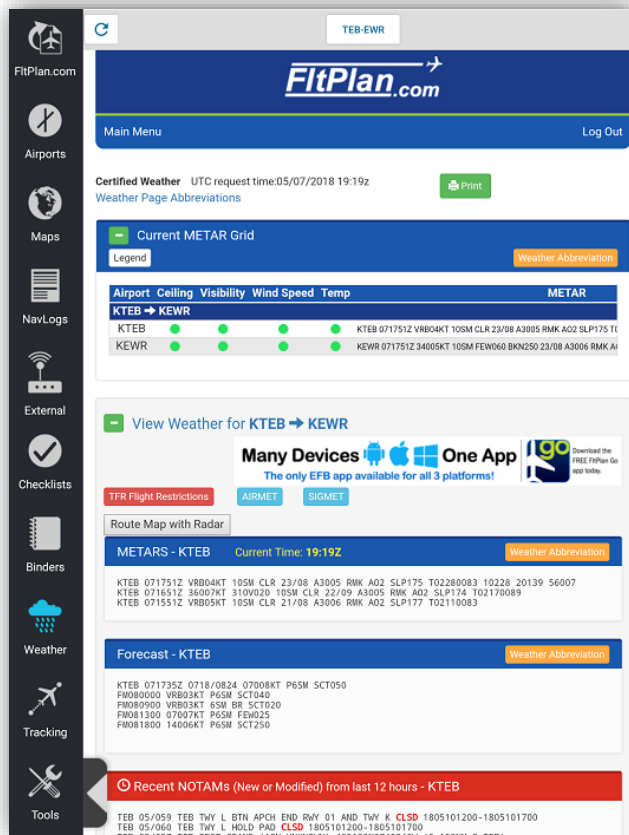 TEB-EWR
FltPlan.com
Airports
Maps
NavLogs
External
Checklists
Binders
Weather
Tracking
Tools
FltPlan.com
Main Menu
Log Out
Certified Weather UTC request time:05/07/2018 19:19z
Print
Weather Page Abbreviations
Current METAR Grid
Legend
Weather Abbreviation
Airport Ceiling Visibility Wind Speed Temp METAR
KTEB ➔ KEWR
KTEB KTEB 071751Z VRB04KT 10SM CLR 23/08 A3005 RMK AO2 SLP175
KEWR KEWR 071751Z 34005KT 10SM FEW060 BKN250 23/08 A3006 RMK
View Weather for KTEB ➔ KEWR
Many Devices One App
The only EFB app available for all 3 platforms!
go
Download the
FREE FltPlan Go
app today.
TFR Flight Restrictions AIRMET SIGMET
Route Map with Radar
METARS - KTEB Current Time: 19:19Z Weather Abbreviation
KTEB 071751Z VRB04KT 10SM CLR 23/08 A3005 RMK AO2 SLP175 T02280083 10228 20139 56007
KTEB 071651Z 36007KT 310V020 10SM CLR 22/09 A3005 RMK AO2 SLP174 T02170089
KTEB 071551Z VRB05KT 10SM CLR 21/08 A3006 RMK AO2 SLP177 T02110083
Forecast - KTEB Weather Abbreviation
KTEB 071735Z 0718/0824 07008KT P6SM SCT050
FM080000 VRB03KT P6SM SCT040
FM080900 VRB03KT 6SM BR SCT020
FM081300 07007KT P6SM FEW025
FM081800 14006KT P6SM SCT250
Recent NOTAMs (New or Modified) from last 12 hours - KTEB
TEB 05/059 TEB TWY L BTN APCH END RWY 01 AND TWY K CLSD 1805101200-1805101700
TEB 05/060 TEB TWY L HOLD PAD CLSD 1805101200-1805101700